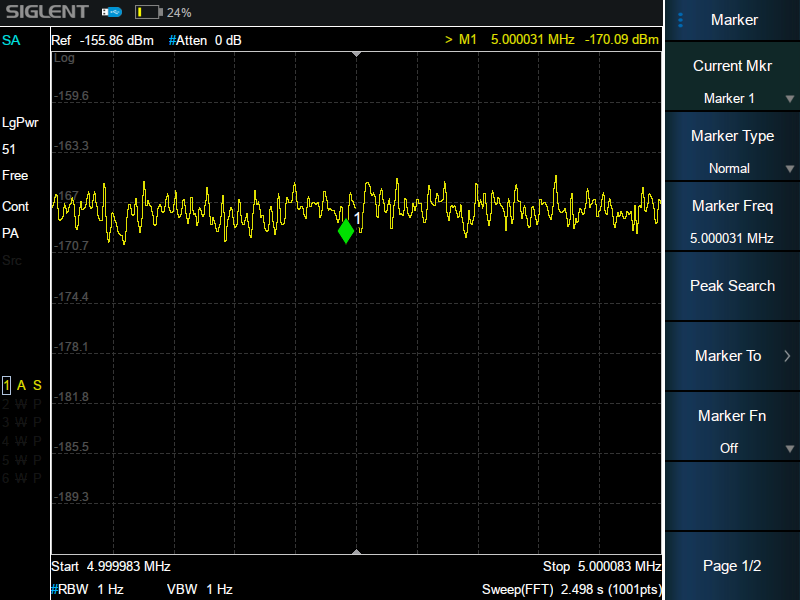 SIGLENT 24%
SA
Ref -155.86 dBm #Atten 0 dB > M1 5.000031 MHz -170.09 dBm
Log
-159.6
LgPwr
-163.3
51
Free
-167
Cont
1
PA
-170.7
Src
-174.4
-178.1
1 A S
-181.8
2 W P
3 W P
4 W P
-185.5
5 W P
6 W P
-189.3
Start 4.999983 MHz Stop 5.000083 MHz
#RBW 1 Hz VBW 1 Hz Sweep(FFT) 2.498 s (1001pts)
Marker
Current Mkr
Marker 1
Marker Type
Normal
Marker Freq
5.000031 MHz
Peak Search
Marker To
Marker Fn
Off
Page 1/2